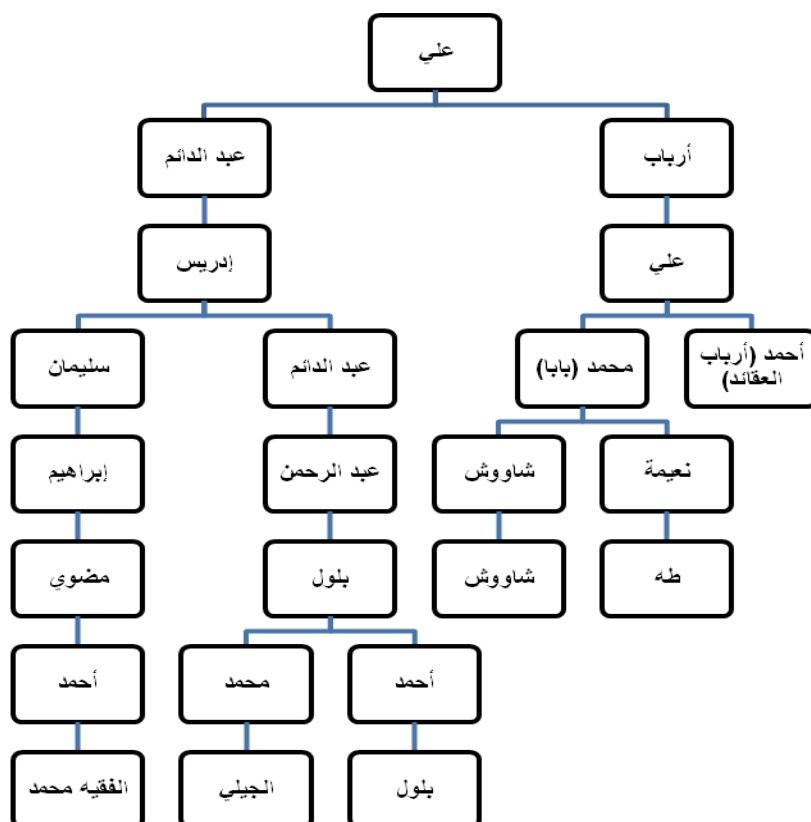 علي
أرباب
عبد الدائم
علي
إدريس
أحمد (أرباب
العقائد)
محمد (بابا)
عبد الدائم
سليمان
نعيمة
شاووش
عبد الرحمن
إبراهيم
طه
شاووش
بلول
مضوي
أحمد
محمد
أحمد
بلول
الجيلي
الفقيه محمد